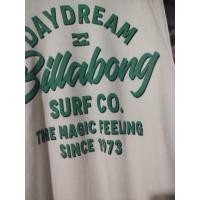 DAYDREAM
Billabong
SURF CO.
THE MAGIC FEELING
SINCE 1973